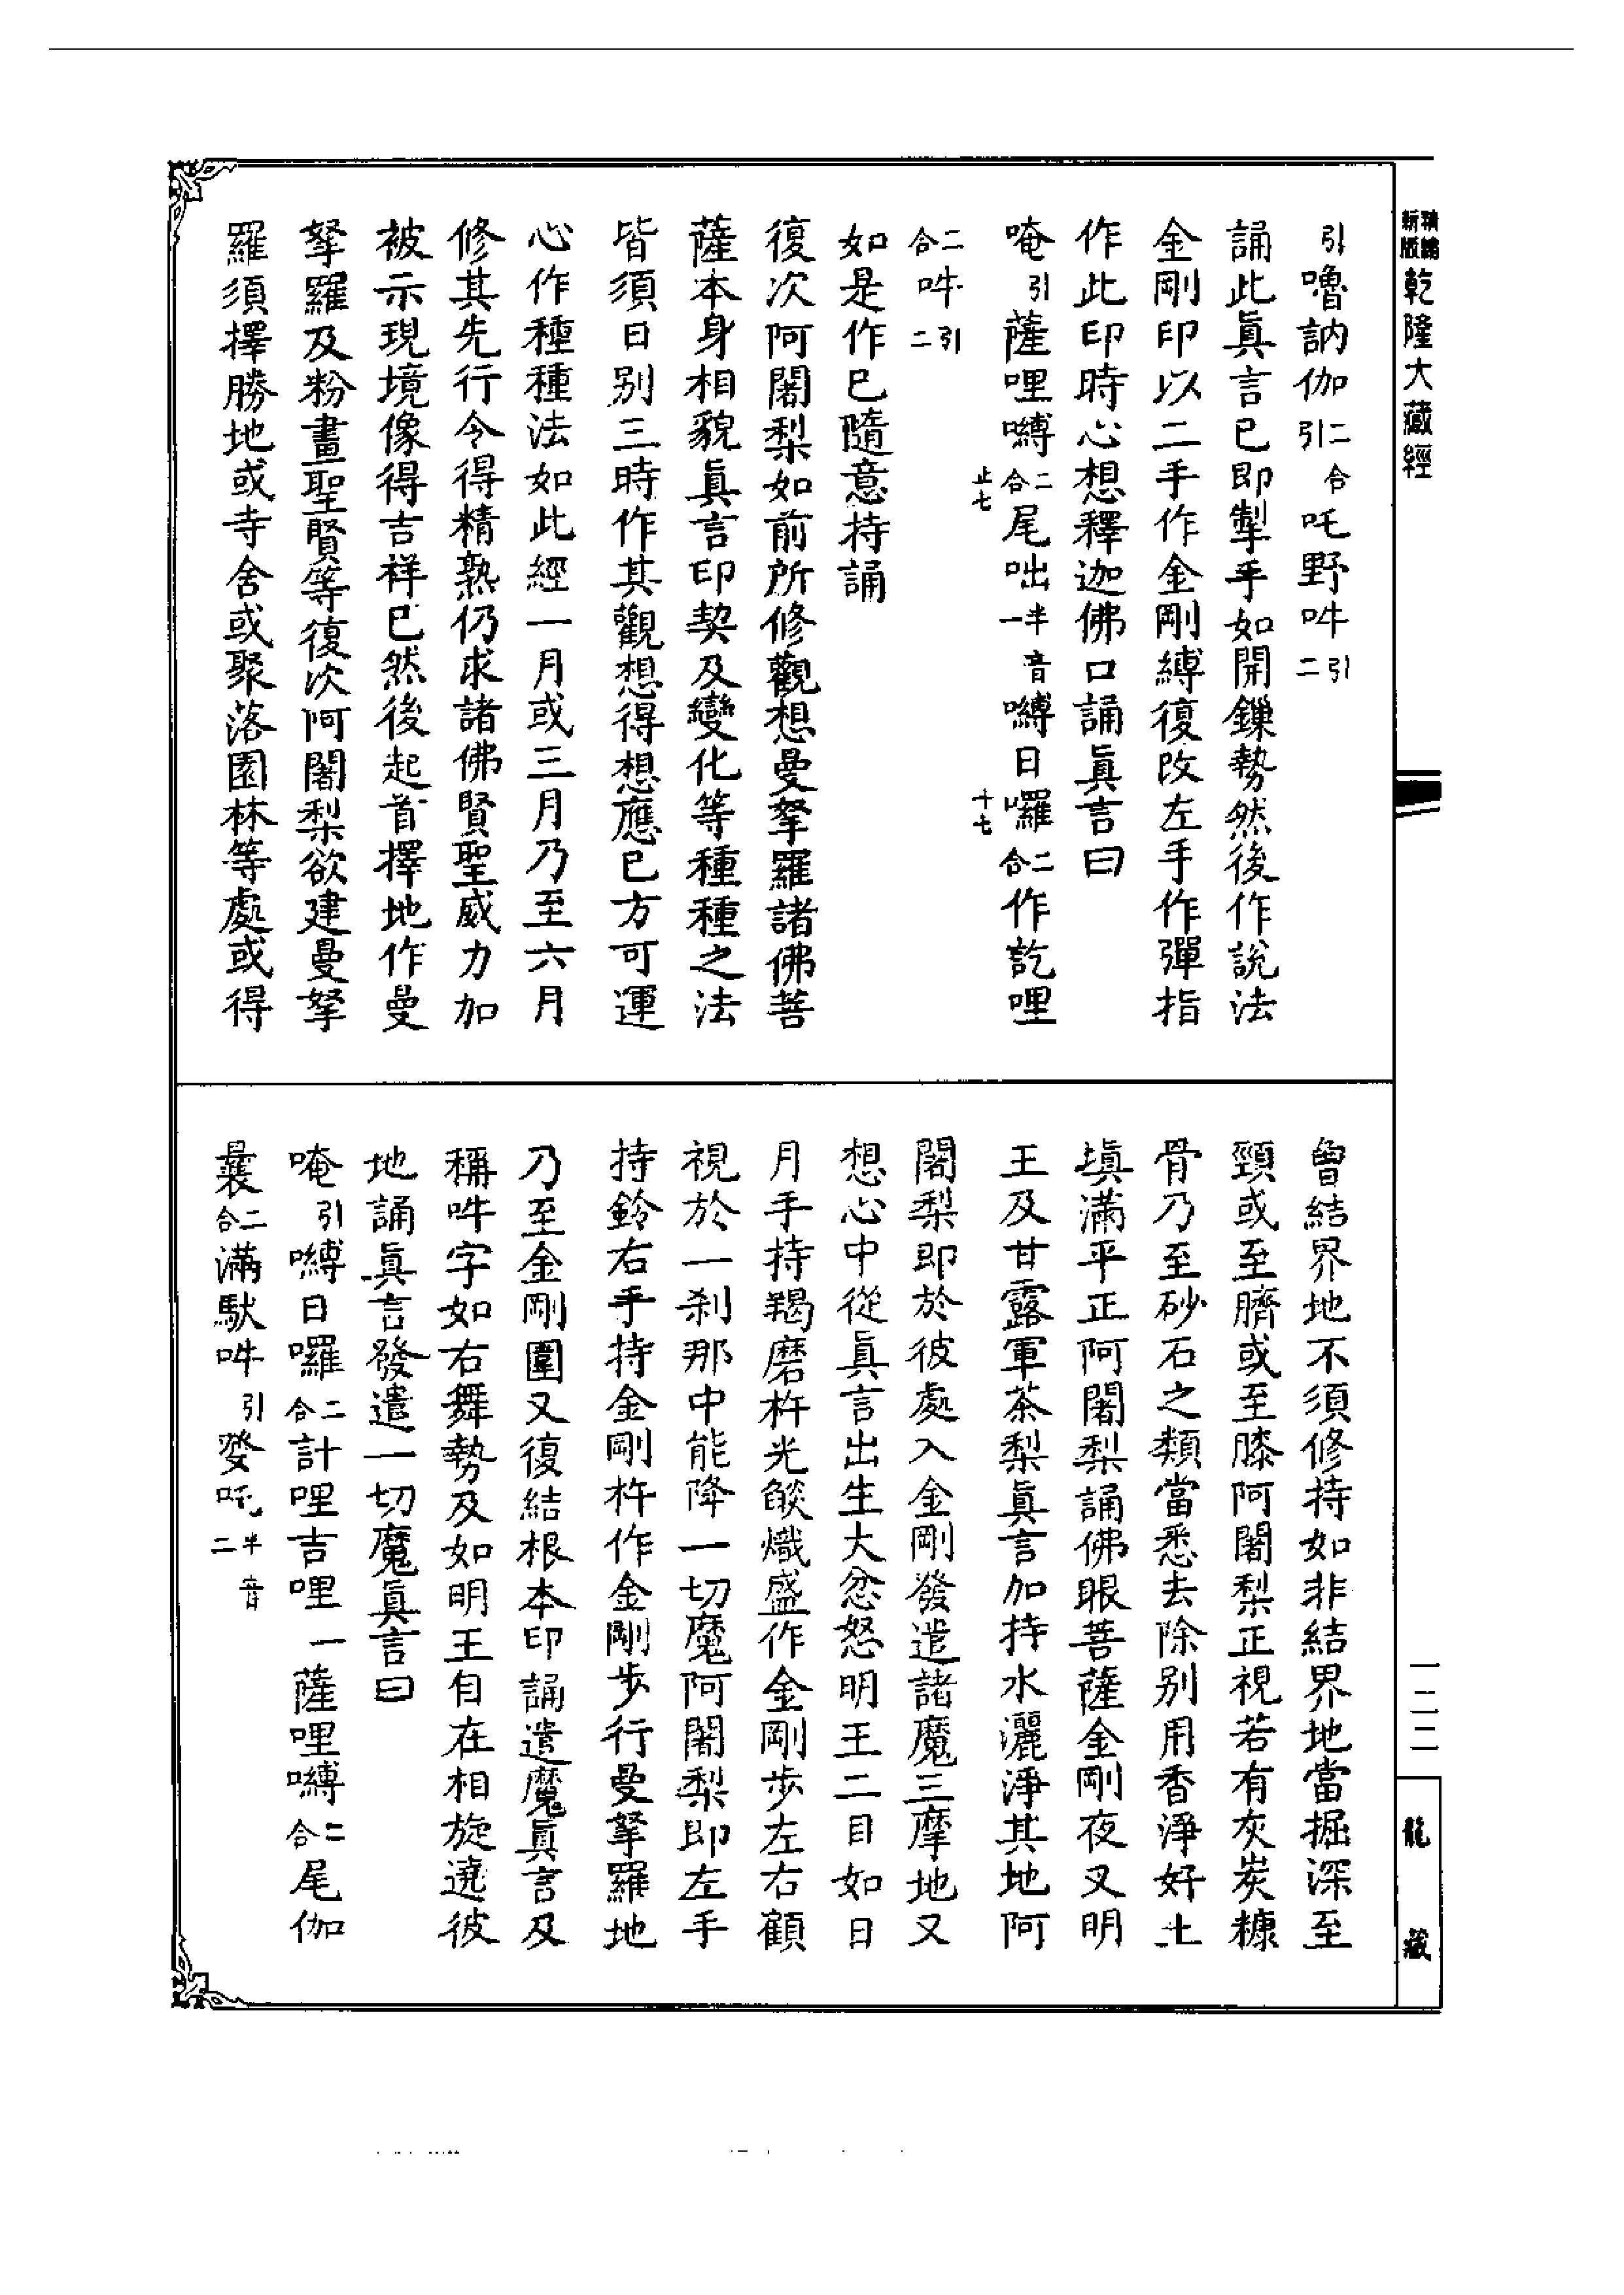 新編
新版
乾隆大藏經
引嚕訥伽引二合吒野吽引二
誦此眞言已即掣手如開鏁勢然後作說法
金剛印以二手作金剛縛復改左手作彈指
作此印時心想釋迦佛口誦眞言曰
唵引薩哩嚩二合尾咄半音一嚩日囉二合作訖哩
止七
十七
二合吽引二
如是作已隨意持誦
復次阿闍梨如前所修觀想曼拏羅諸佛菩
薩本身相貌眞言印契及變化等種種之法
皆須日别三時作其觀想得想應已方可運
心作種種法如此經一月或三月乃至六月
修其先行令得精熟仍求諸佛賢聖威力加
被示現境像得吉祥已然後起首擇地作曼
拏羅及粉畫聖賢等復次阿闍梨欲建曼拏
羅須擇勝地或寺舍或聚落園林等處或得
曾結界地不須修持如非結界地當掘深至
頸或至臍或至膝阿闍梨正視若有灰炭糠
骨乃至砂石之類當悉去除别用香淨好土
填滿平正阿闍梨誦佛眼菩薩金剛夜叉明
王及甘露軍荼梨眞言加持水灑淨其地阿
闍梨即於彼處入金剛發遣諸魔三摩地又
想心中從眞言出生大忿怒明王二目如日
月手持羯磨杵光燄熾盛作金剛步左右顧
視於一刹那中能降一切魔阿闍梨即左手
持鈴右手持金剛杵作金剛步行曼拏羅地
乃至金剛圍又復結根本印誦遣魔眞言及
稱吽字如右舞勢及如明王自在相旋遶彼
地誦眞言發遣一切魔眞言曰
唵引嚩日囉二合計哩吉哩一薩哩嚩二合尾伽
曩二合滿馱吽引癹吒半音二
一二二
龍藏